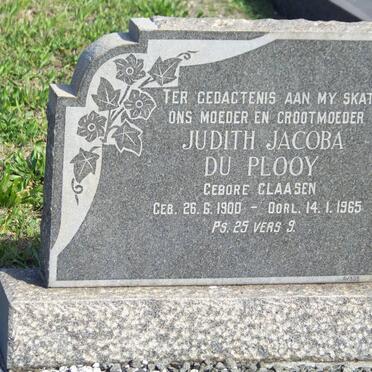 TER GEDACTENIS AAN MY SKAT
ONS MOEDER EN GROOTMOEDER
JUDITH JACOBA
DU PLOOY
GEBORE CLAASEN
GEB. 26. 6. 1900 - OORL. 14. 1. 1965
PS. 25 VERS 9.